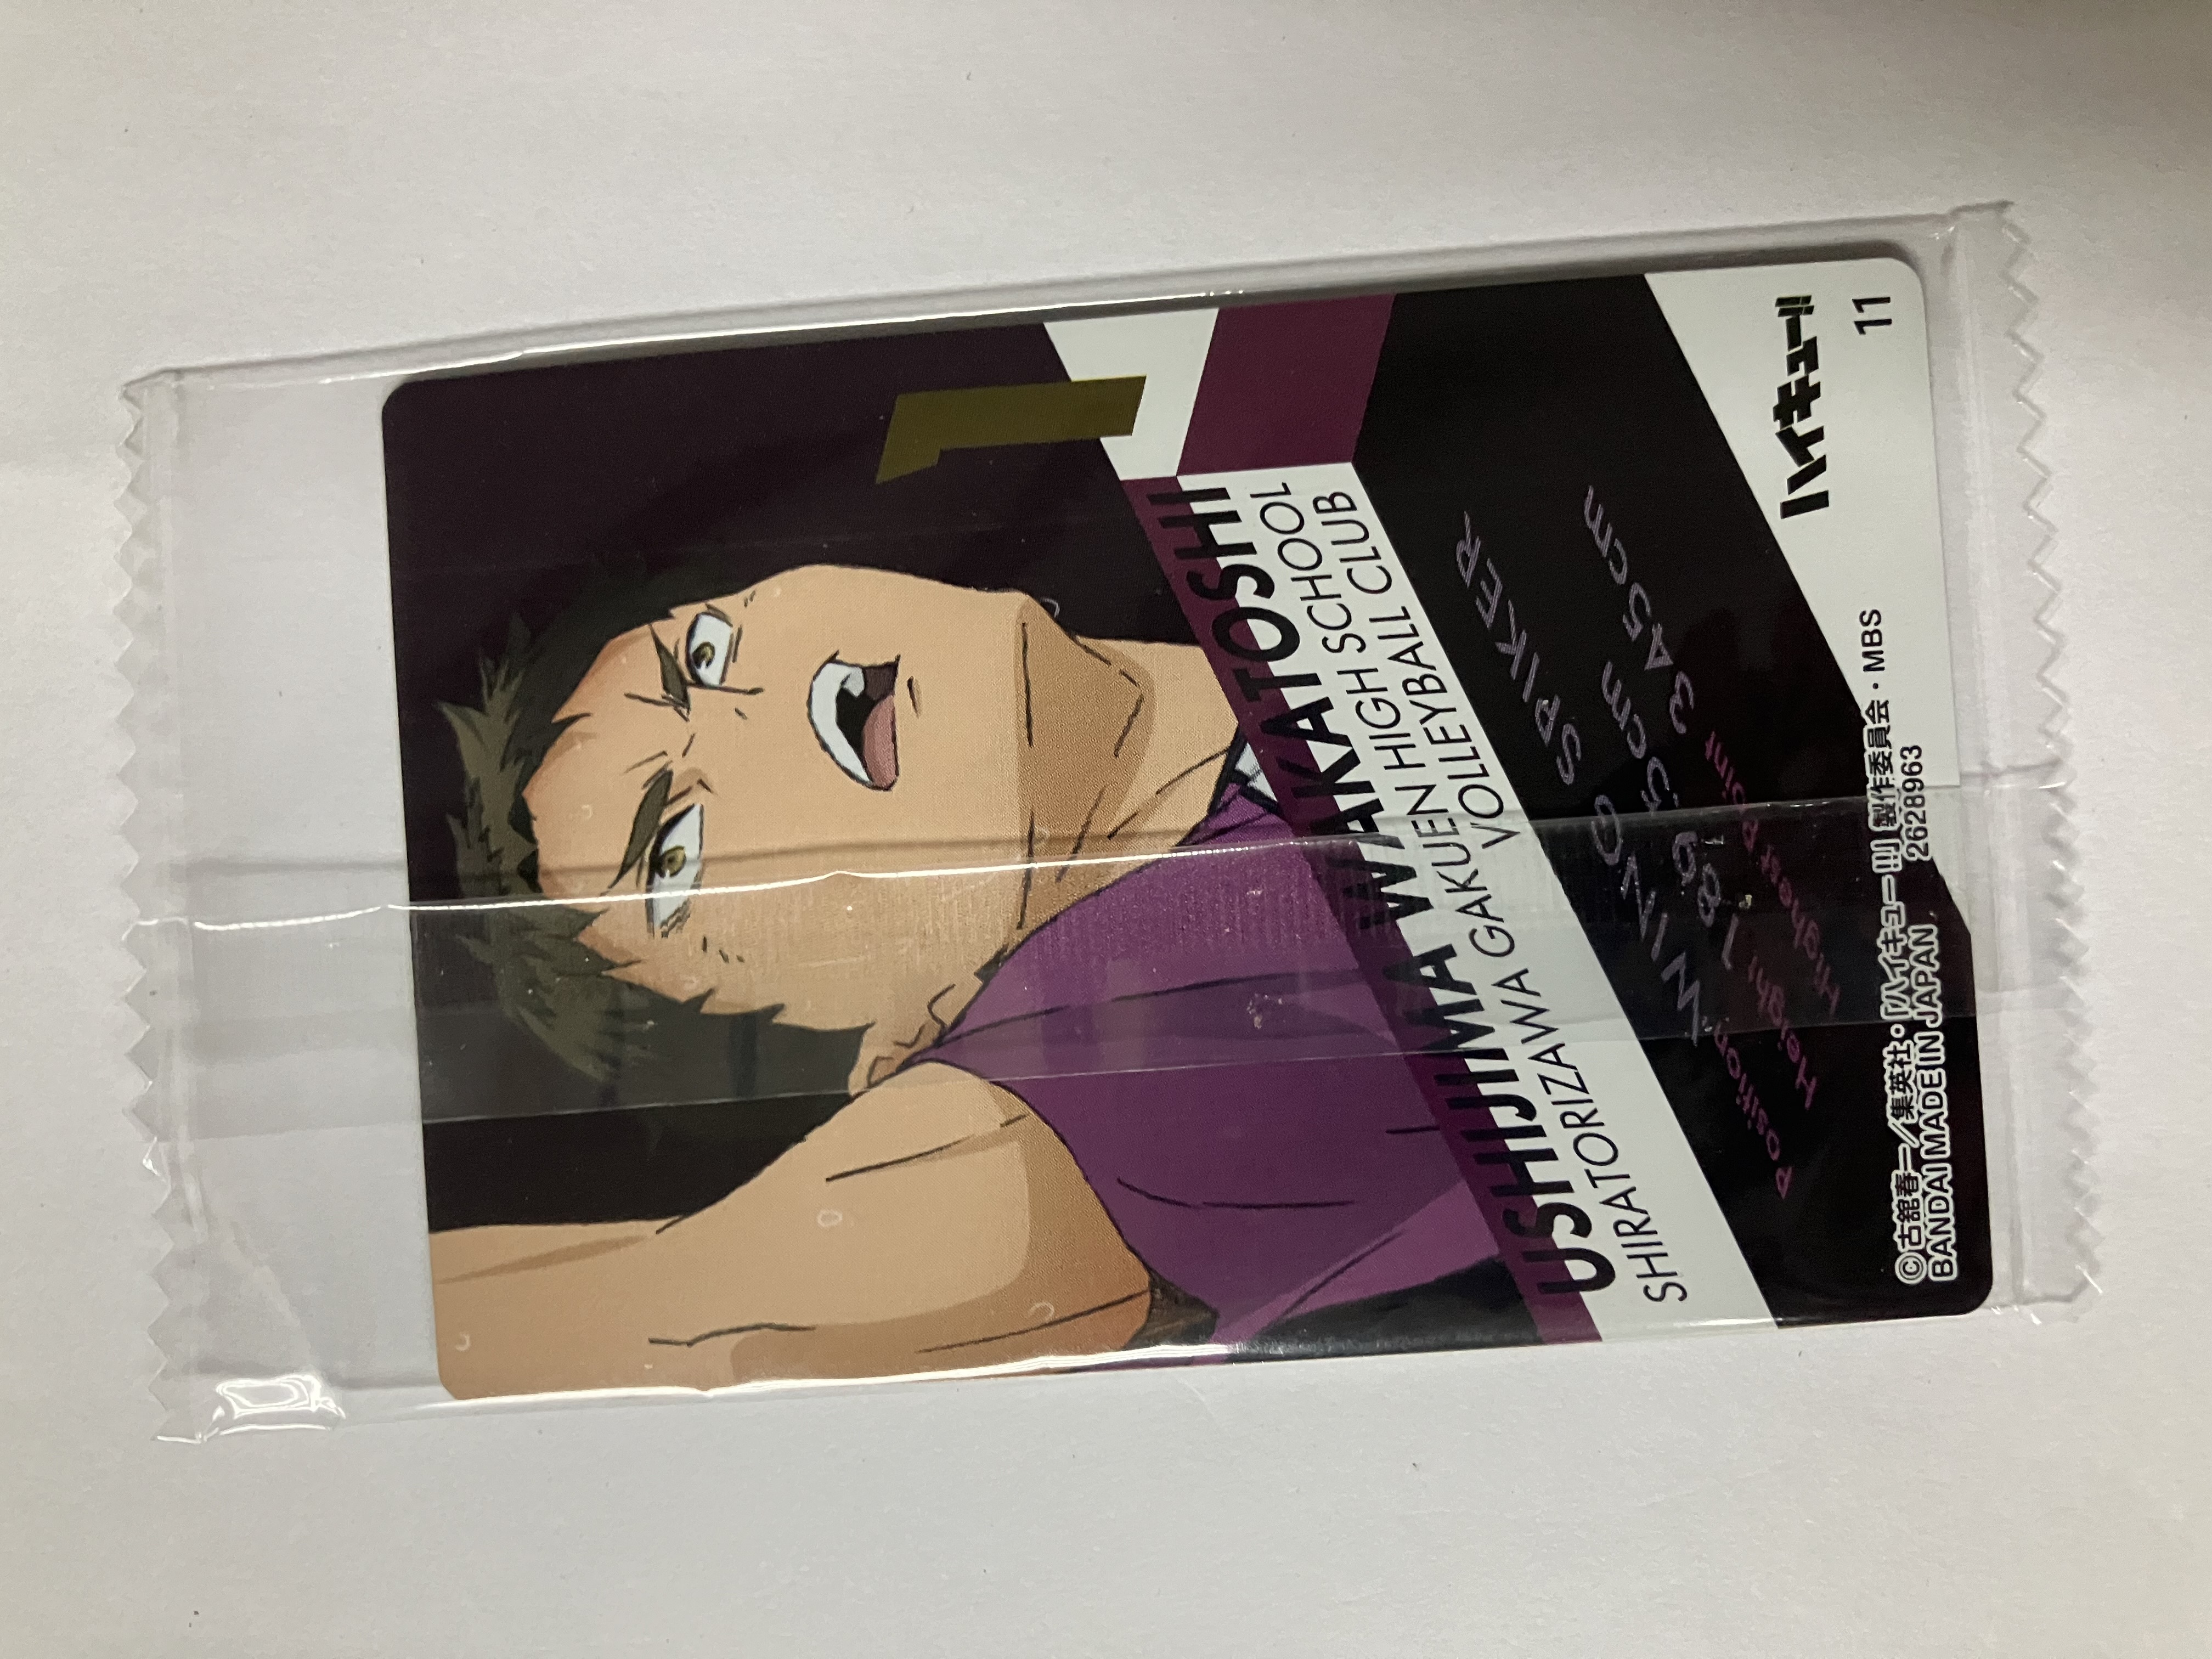 1
USHIJIMA WAKATOSHI
SHIRATORIZAWA GAKUEN HIGH SCHOOL
VOLLEYBALL CLUB
Position WING SPIKER
Height 189.5cm
Highest Point 345cm
ハイキュー!!
©古舘春一/集英社・「ハイキュー!!」製作委員会・MBS
BANDAI MADE IN JAPAN 2628963
11